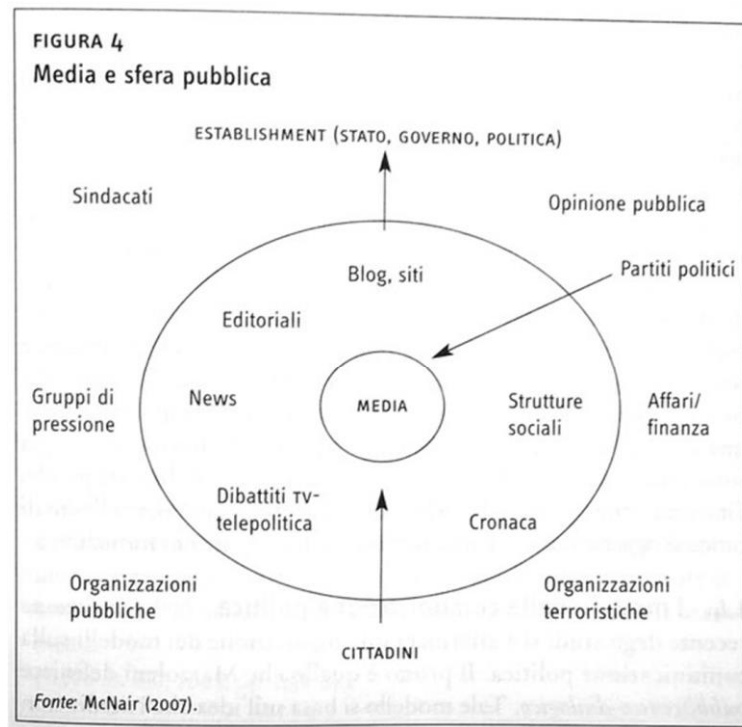 FIGURA 4
Media e sfera pubblica
ESTABLISHMENT (STATO, GOVERNO, POLITICA)
Sindacati
Opinione pubblica
Blog, siti
Partiti politici
Editoriali
Gruppi di
pressione
News
MEDIA
Strutture
sociali
Affari/
finanza
Dibattiti TV-
telepolitica
Cronaca
Organizzazioni
pubbliche
Organizzazioni
terroristiche
CITTADINI
Fonte: McNair (2007).